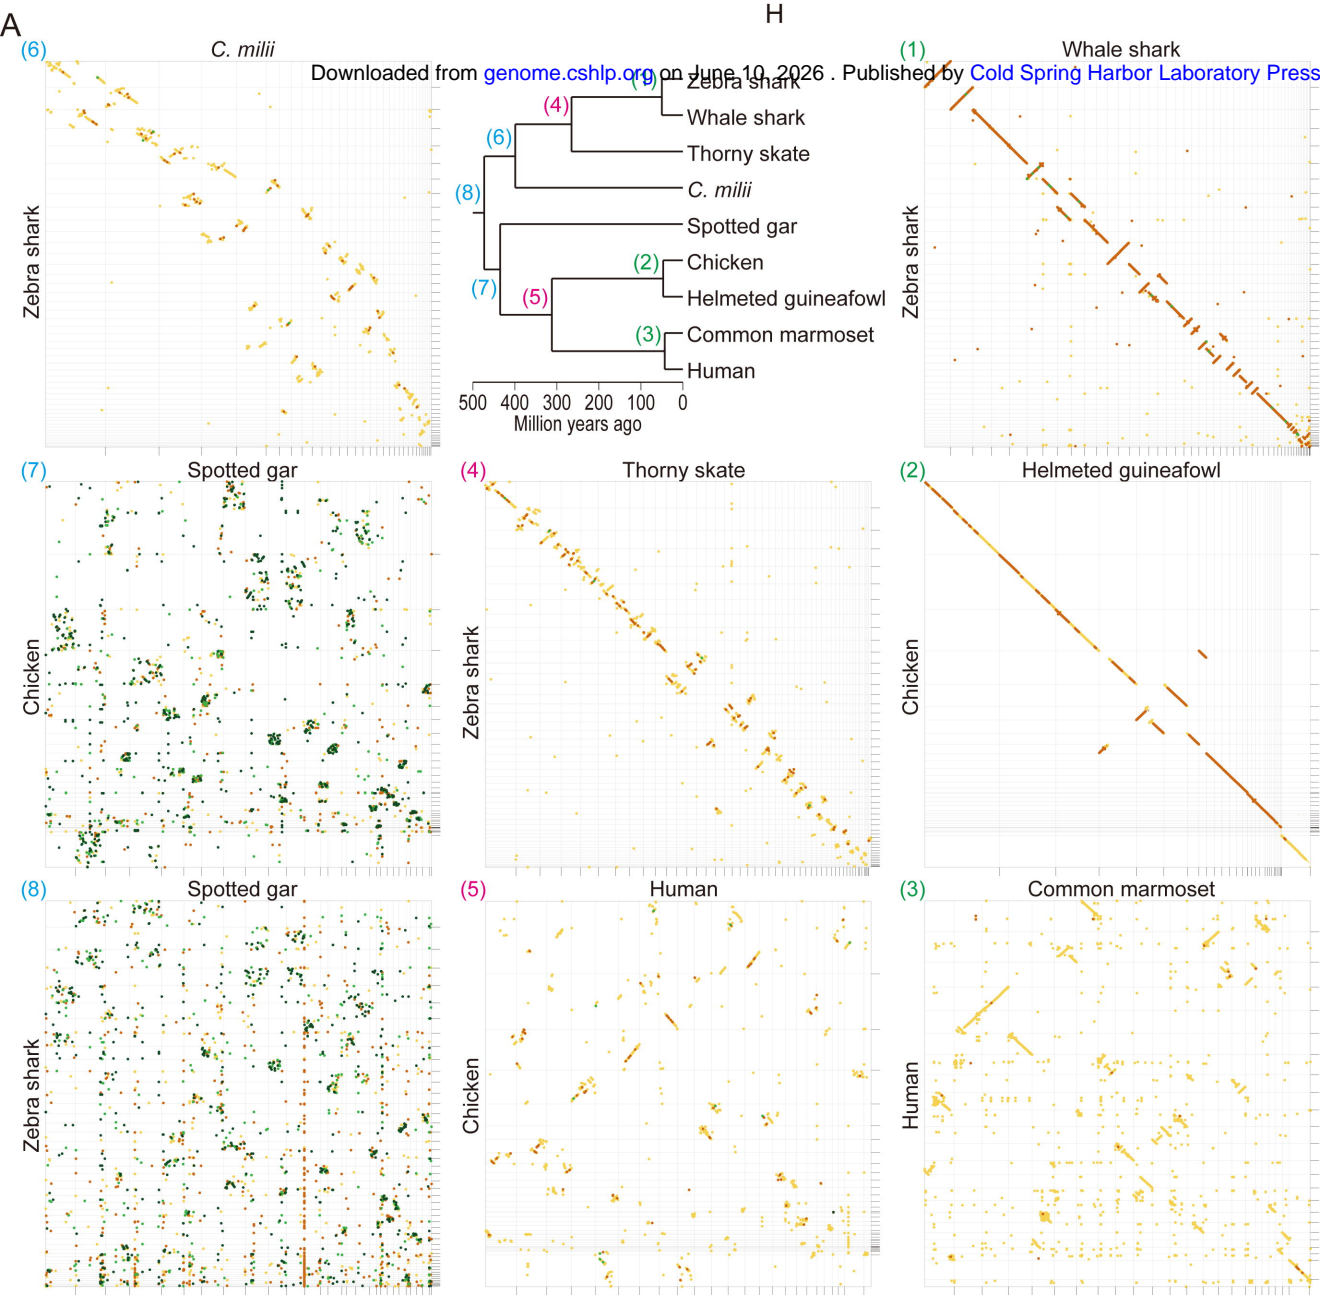 A
H
(6)
C. milii
(1)
Whale shark
Downloaded from genome.cshlp.org on June 10, 2026 . Published by Cold Spring Harbor Laboratory Press
Zebra shark
(1)
Zebra shark
(4)
Whale shark
(6)
Thorny skate
(8)
C. milii
Spotted gar
(2)
Chicken
(7)
(5)
Helmeted guineafowl
(3)
Common marmoset
Human
500 400 300 200 100 0
Million years ago
Zebra shark
(7)
Spotted gar
(4)
Thorny skate
(2)
Helmeted guineafowl
Chicken
Zebra shark
Chicken
(8)
Spotted gar
(5)
Human
(3)
Common marmoset
Zebra shark
Chicken
Human